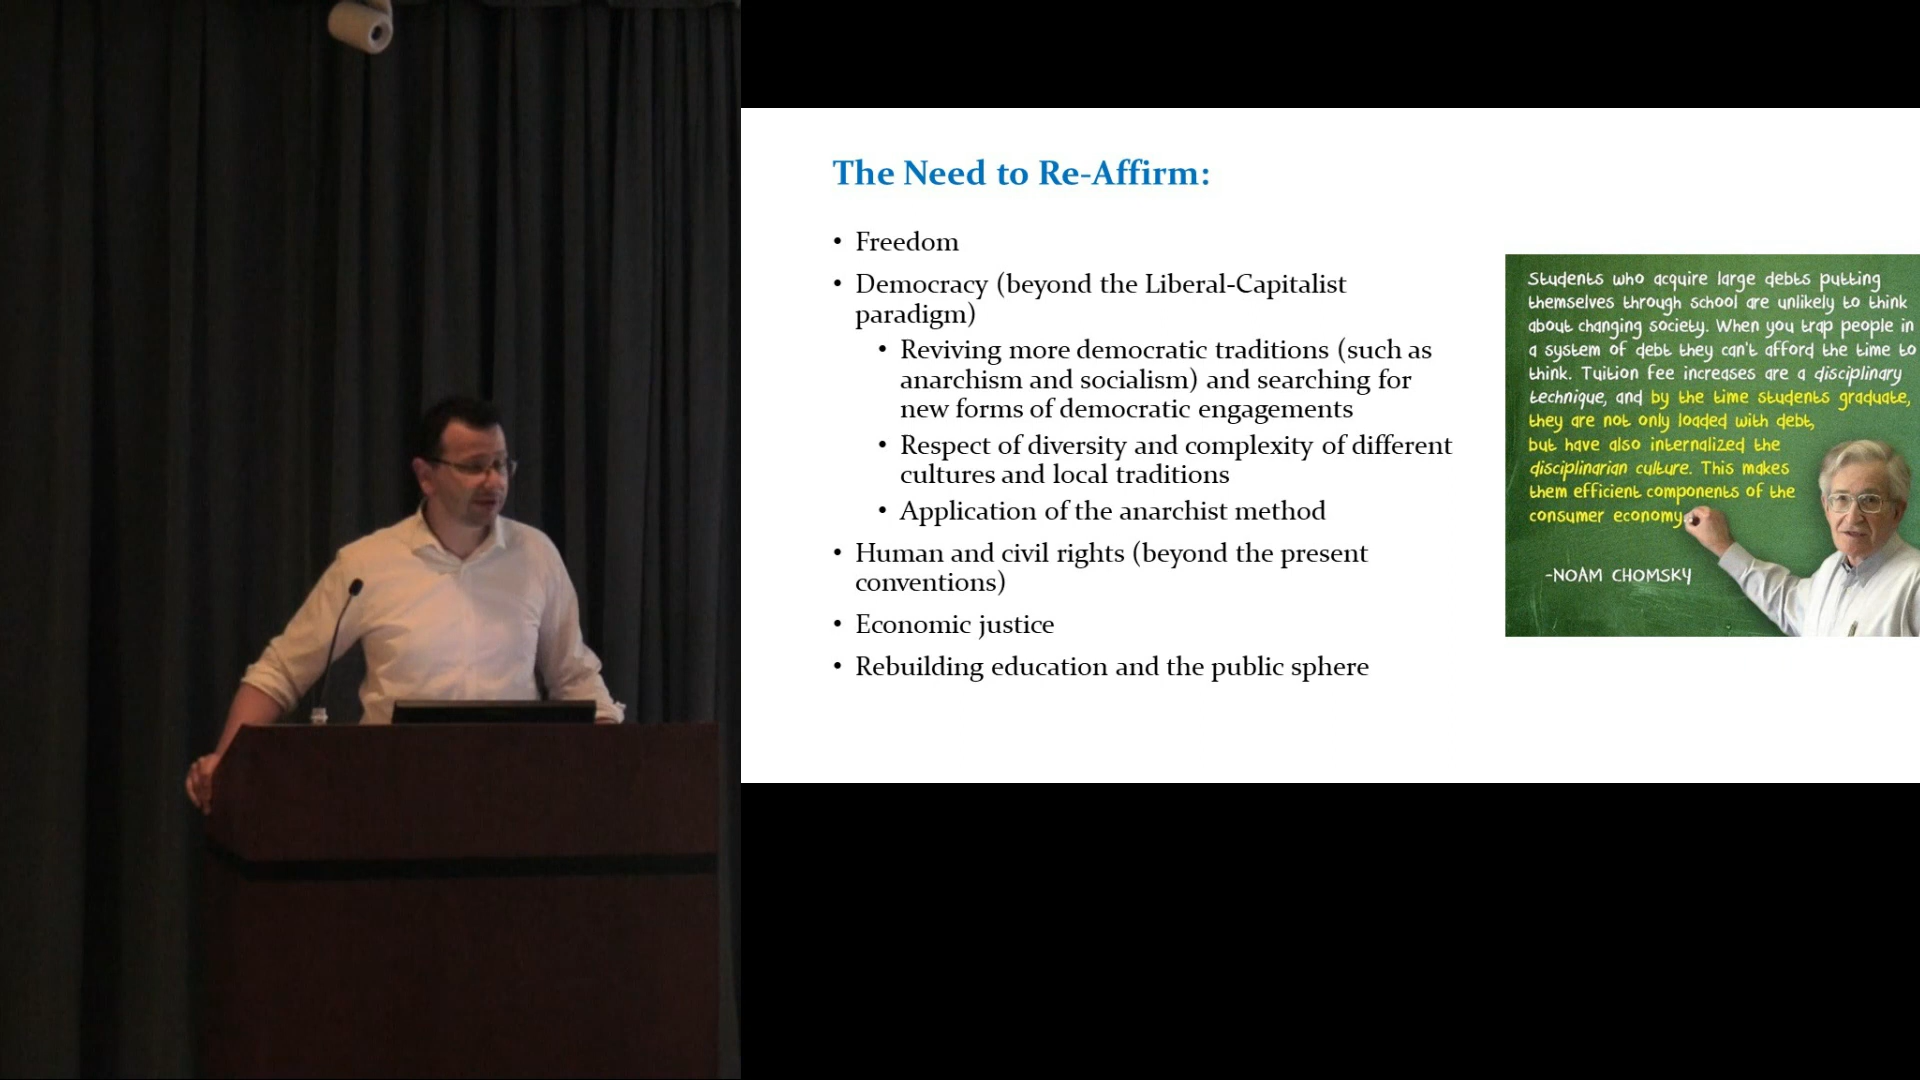 The Need to Re-Affirm:
• Freedom
• Democracy (beyond the Liberal-Capitalist
paradigm)
• Reviving more democratic traditions (such as
anarchism and socialism) and searching for
new forms of democratic engagements
• Respect of diversity and complexity of different
cultures and local traditions
• Application of the anarchist method
• Human and civil rights (beyond the present
conventions)
• Economic justice
• Rebuilding education and the public sphere
Students who acquire large debts putting
themselves through school are unlikely to think
about changing society. When you trap people in
a system of debt they can't afford the time to
think. Tuition fee increases are a disciplinary
technique, and by the time students graduate,
they are not only loaded with debt,
but have also internalized the
disciplinarian culture. This makes
them efficient components of the
consumer economy.
-NOAM CHOMSKY